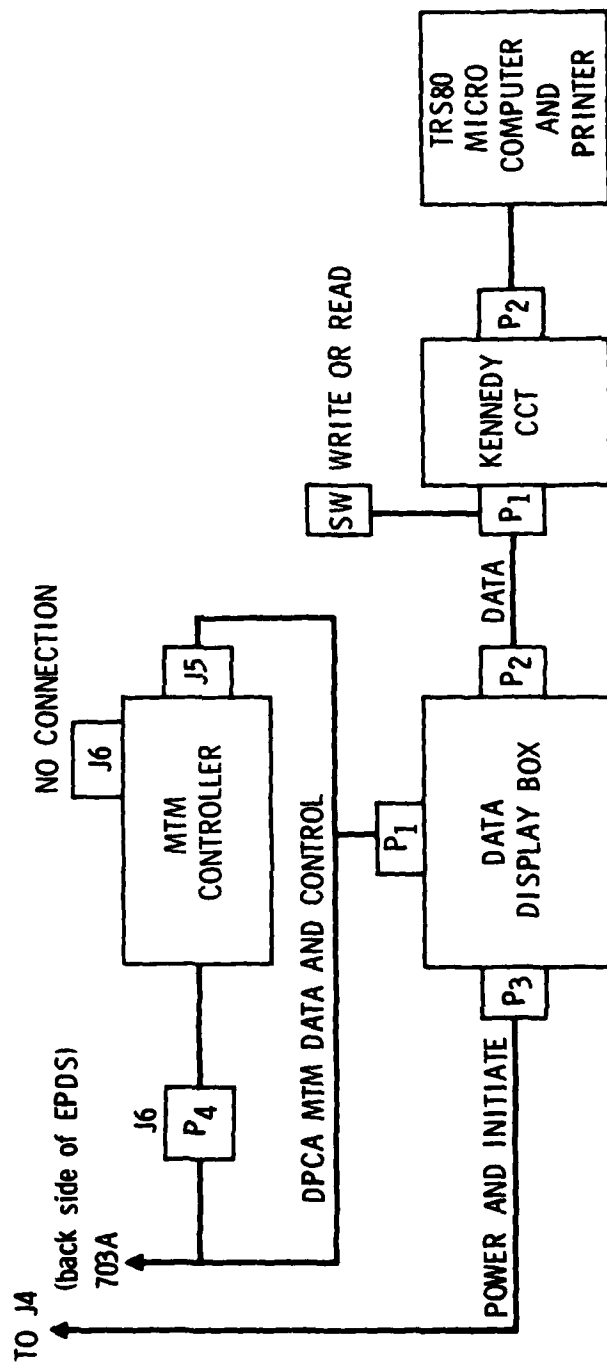 TO J4
(back side of EPDS)
703A
J6
P4
NO CONNECTION
J6
MTM
CONTROLLER
J5
DPCA MTM DATA AND CONTROL
SW
WRITE OR READ
POWER AND INITIATE
P3
P1
DATA
DISPLAY BOX
P2
DATA
P1
KENNEDY
CCT
P2
TRS80
MICRO
COMPUTER
AND
PRINTER